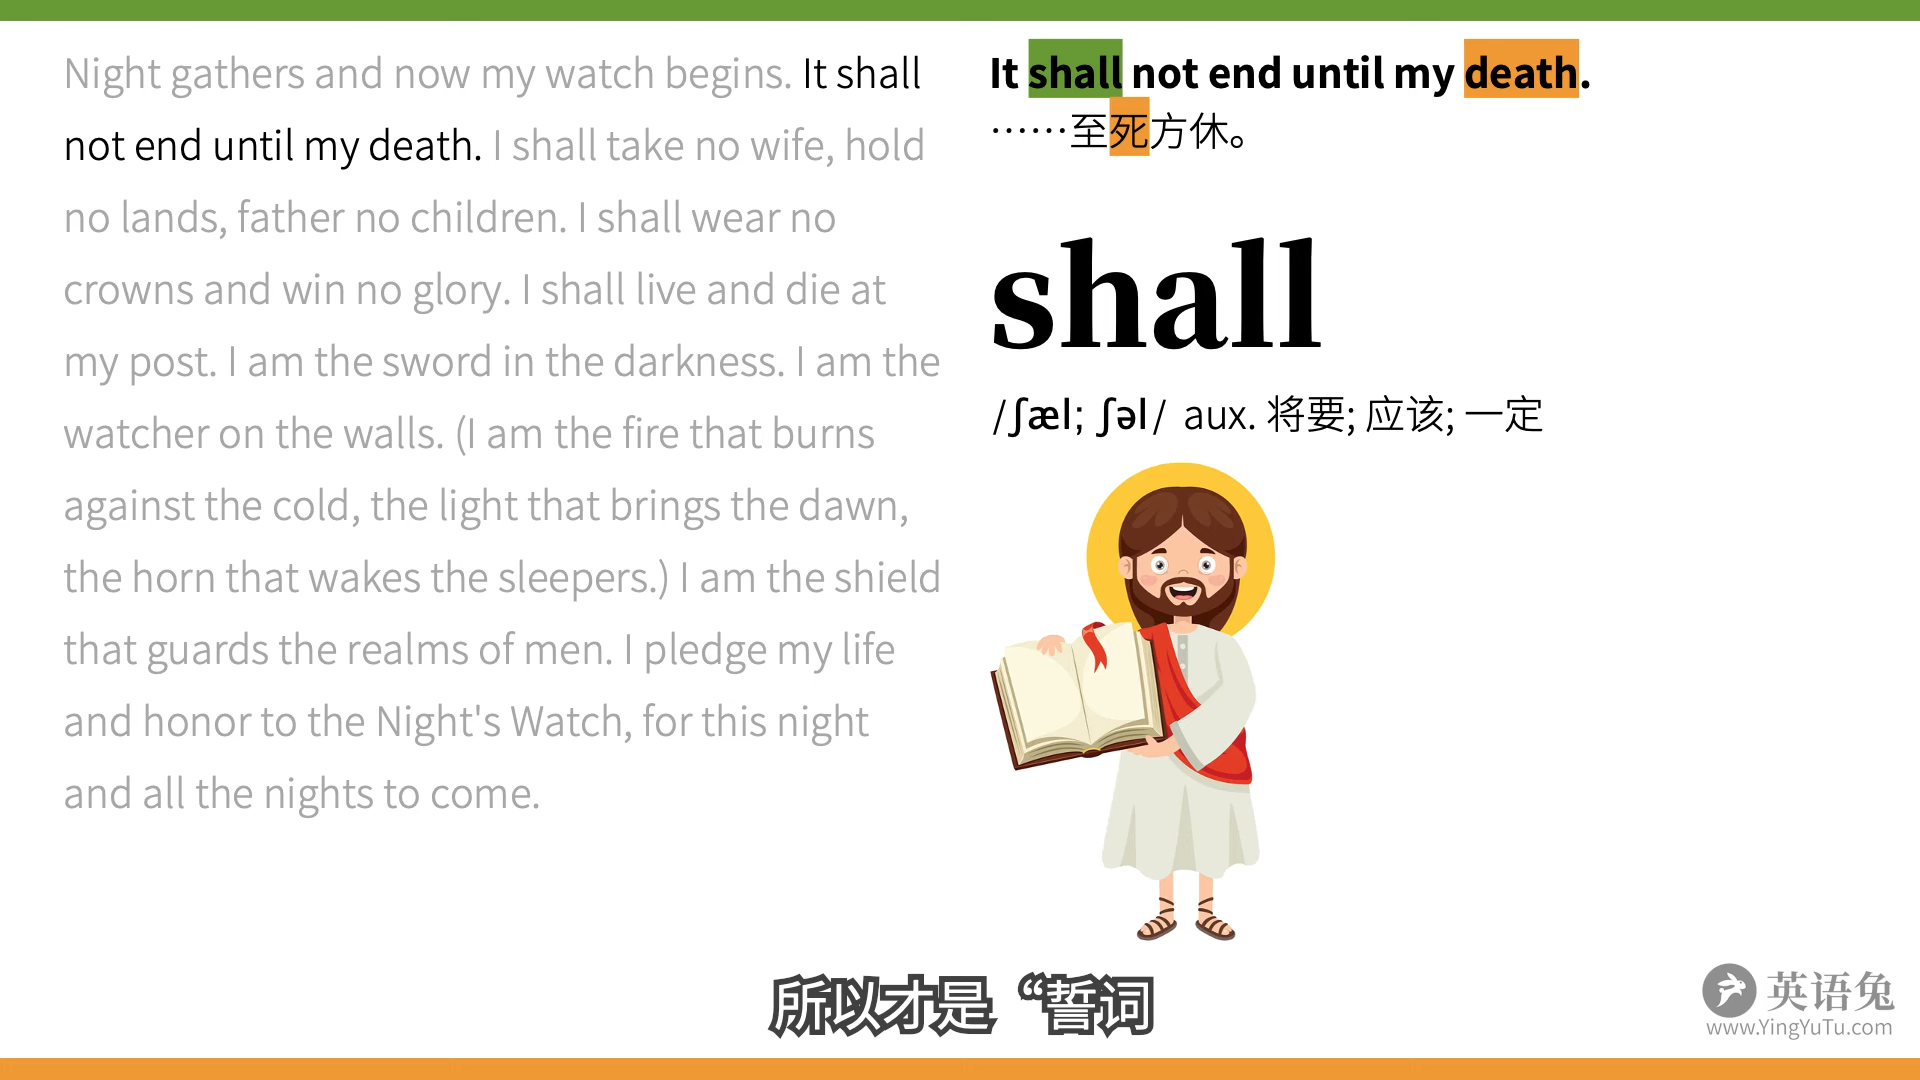 Night gathers and now my watch begins. It shall
not end until my death. I shall take no wife, hold
no lands, father no children. I shall wear no
crowns and win no glory. I shall live and die at
my post. I am the sword in the darkness. I am the
watcher on the walls. (I am the fire that burns
against the cold, the light that brings the dawn,
the horn that wakes the sleepers.) I am the shield
that guards the realms of men. I pledge my life
and honor to the Night's Watch, for this night
and all the nights to come.
It shall not end until my death.
……至死方休。
shall
/ʃæl; ʃəl/ aux. 将要; 应该; 一定
所以才是“誓词
英语兔
www.YingYuTu.com